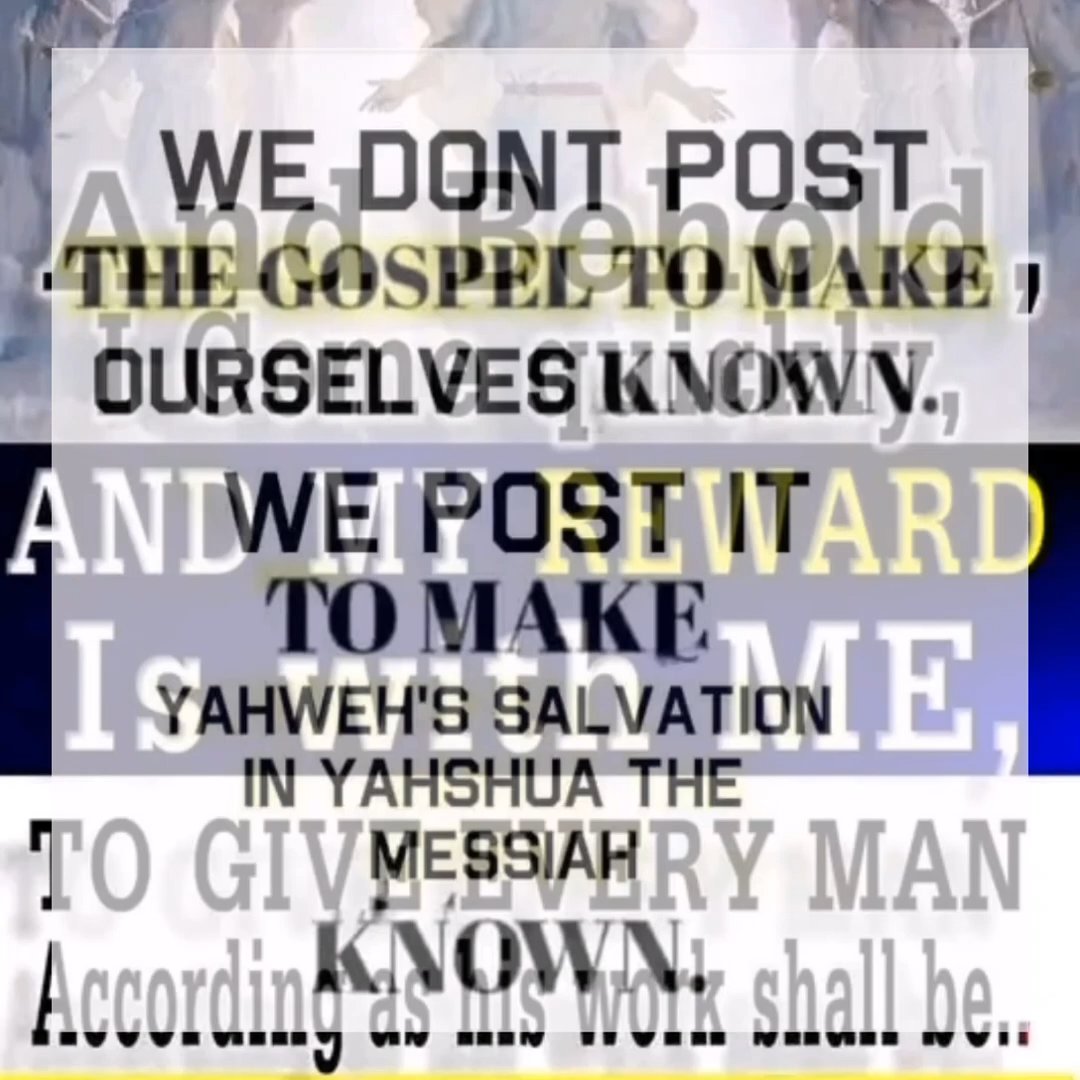 WE DONT POST
And Behold,
THE GOSPEL TO MAKE
I Come quickly,
OURSELVES KNOWN.
AND MY REWARD
WE POST IT
TO MAKE
Is with ME,
YAHWEH'S SALVATION
IN YAHSHUA THE
MESSIAH
TO GIVE EVERY MAN
KNOWN.
According as his work shall be..